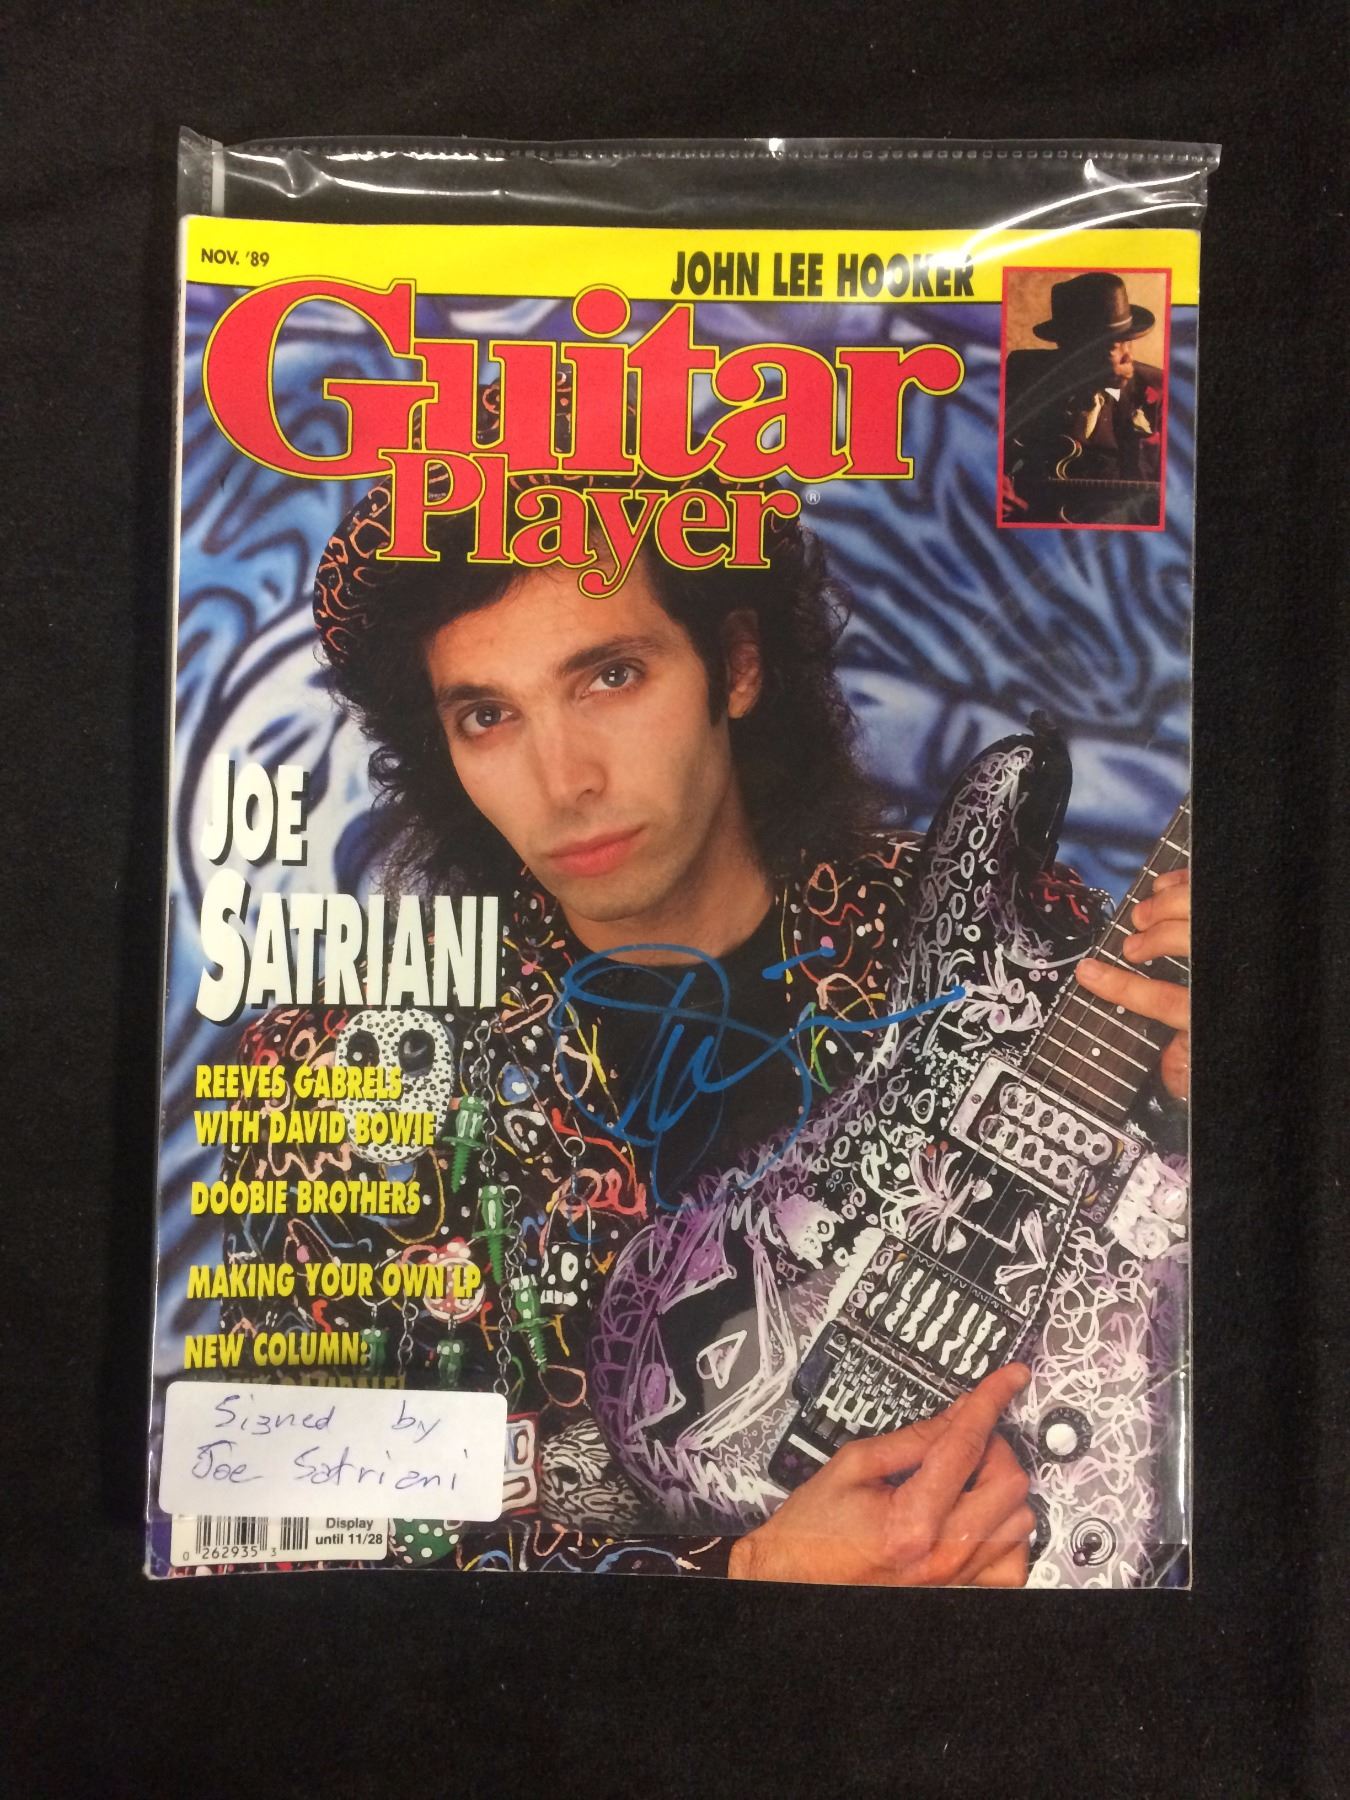 NOV. '89
JOHN LEE HOOKER
Guitar
Player®
JOE
SATRIANI
REEVES GABRELS
WITH DAVID BOWIE
DOOBIE BROTHERS
MAKING YOUR OWN LP
NEW COLUMN:
Signed by
Joe Satriani
Display
until 11/28
0 262935 3